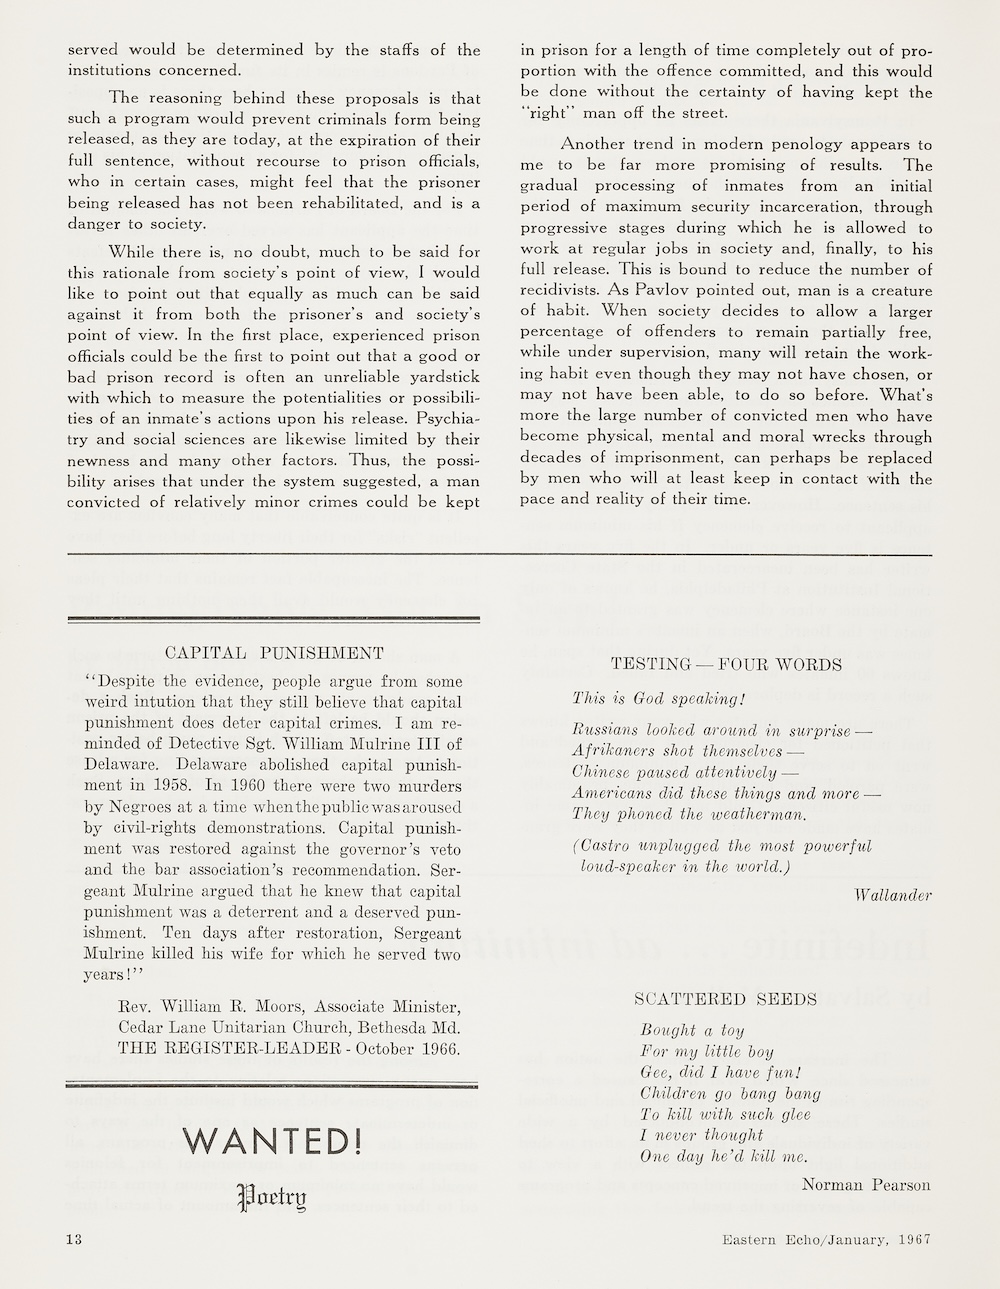 served would be determined by the staffs of the
institutions concerned.
The reasoning behind these proposals is that
such a program would prevent criminals form being
released, as they are today, at the expiration of their
full sentence, without recourse to prison officials,
who in certain cases, might feel that the prisoner
being released has not been rehabilitated, and is a
danger to society.
While there is, no doubt, much to be said for
this rationale from society's point of view, I would
like to point out that equally as much can be said
against it from both the prisoner's and society's
point of view. In the first place, experienced prison
officials could be the first to point out that a good or
bad prison record is often an unreliable yardstick
with which to measure the potentialities or possibili-
ties of an inmate's actions upon his release. Psychia-
try and social sciences are likewise limited by their
newness and many other factors. Thus, the possi-
bility arises that under the system suggested, a man
convicted of relatively minor crimes could be kept
in prison for a length of time completely out of pro-
portion with the offence committed, and this would
be done without the certainty of having kept the
"right" man off the street.
Another trend in modern penology appears to
me to be far more promising of results. The
gradual processing of inmates from an initial
period of maximum security incarceration, through
progressive stages during which he is allowed to
work at regular jobs in society and, finally, to his
full release. This is bound to reduce the number of
recidivists. As Pavlov pointed out, man is a creature
of habit. When society decides to allow a larger
percentage of offenders to remain partially free,
while under supervision, many will retain the work-
ing habit even though they may not have chosen, or
may not have been able, to do so before. What's
more the large number of convicted men who have
become physical, mental and moral wrecks through
decades of imprisonment, can perhaps be replaced
by men who will at least keep in contact with the
pace and reality of their time.
CAPITAL PUNISHMENT
"Despite the evidence, people argue from some
weird intution that they still believe that capital
punishment does deter capital crimes. I am re-
minded of Detective Sgt. William Mulrine III of
Delaware. Delaware abolished capital punish-
ment in 1958. In 1960 there were two murders
by Negroes at a time when the public was aroused
by civil-rights demonstrations. Capital punish-
ment was restored against the governor's veto
and the bar association's recommendation. Ser-
geant Mulrine argued that he knew that capital
punishment was a deterrent and a deserved pun-
ishment. Ten days after restoration, Sergeant
Mulrine killed his wife for which he served two
years!"
Rev. William R. Moors, Associate Minister,
Cedar Lane Unitarian Church, Bethesda Md.
THE REGISTER-LEADER - October 1966.
WANTED!
Poetry
TESTING — FOUR WORDS
This is God speaking!
Russians looked around in surprise —
Afrikaners shot themselves —
Chinese paused attentively —
Americans did these things and more —
They phoned the weatherman.
(Castro unplugged the most powerful
loud-speaker in the world.)
Wallander
SCATTERED SEEDS
Bought a toy
For my little boy
Gee, did I have fun!
Children go bang bang
To kill with such glee
I never thought
One day he'd kill me.
Norman Pearson
13
Eastern Echo/January, 1967